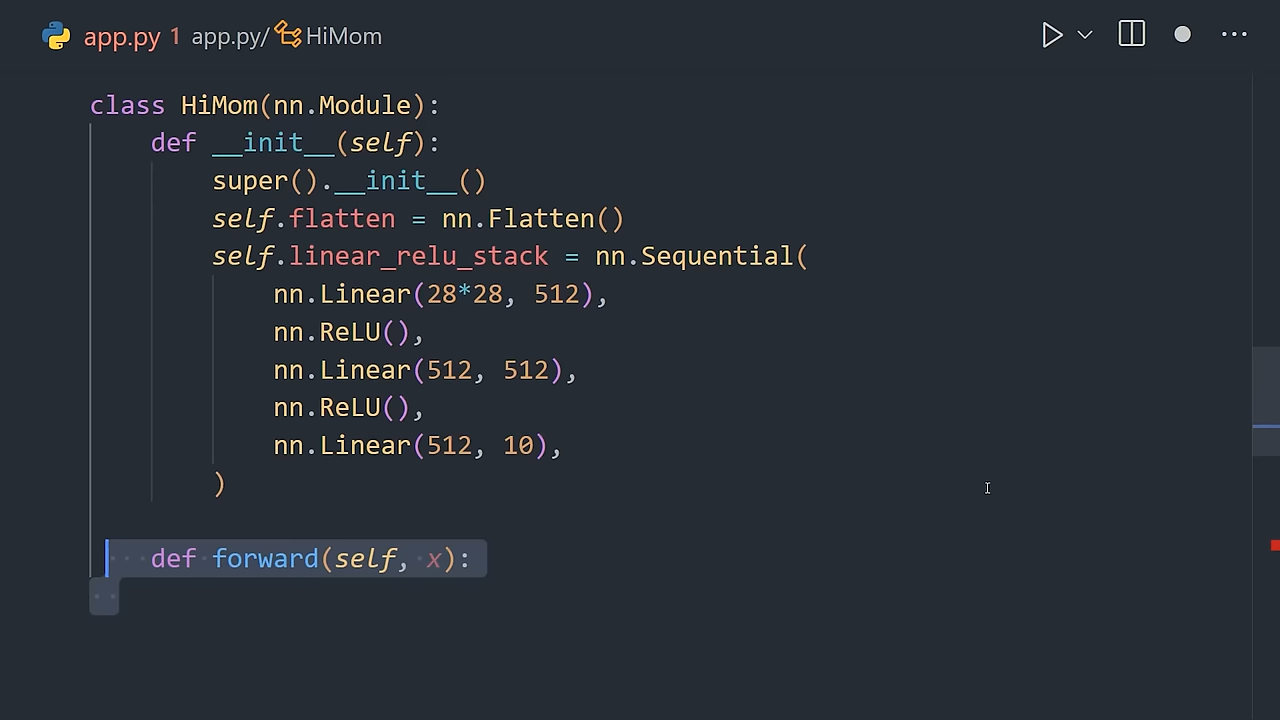 app.py 1 app.py/ HiMom
class HiMom(nn.Module):
    def __init__(self):
        super().__init__()
        self.flatten = nn.Flatten()
        self.linear_relu_stack = nn.Sequential(
            nn.Linear(28*28, 512),
            nn.ReLU(),
            nn.Linear(512, 512),
            nn.ReLU(),
            nn.Linear(512, 10),
        )
    def forward(self, x):